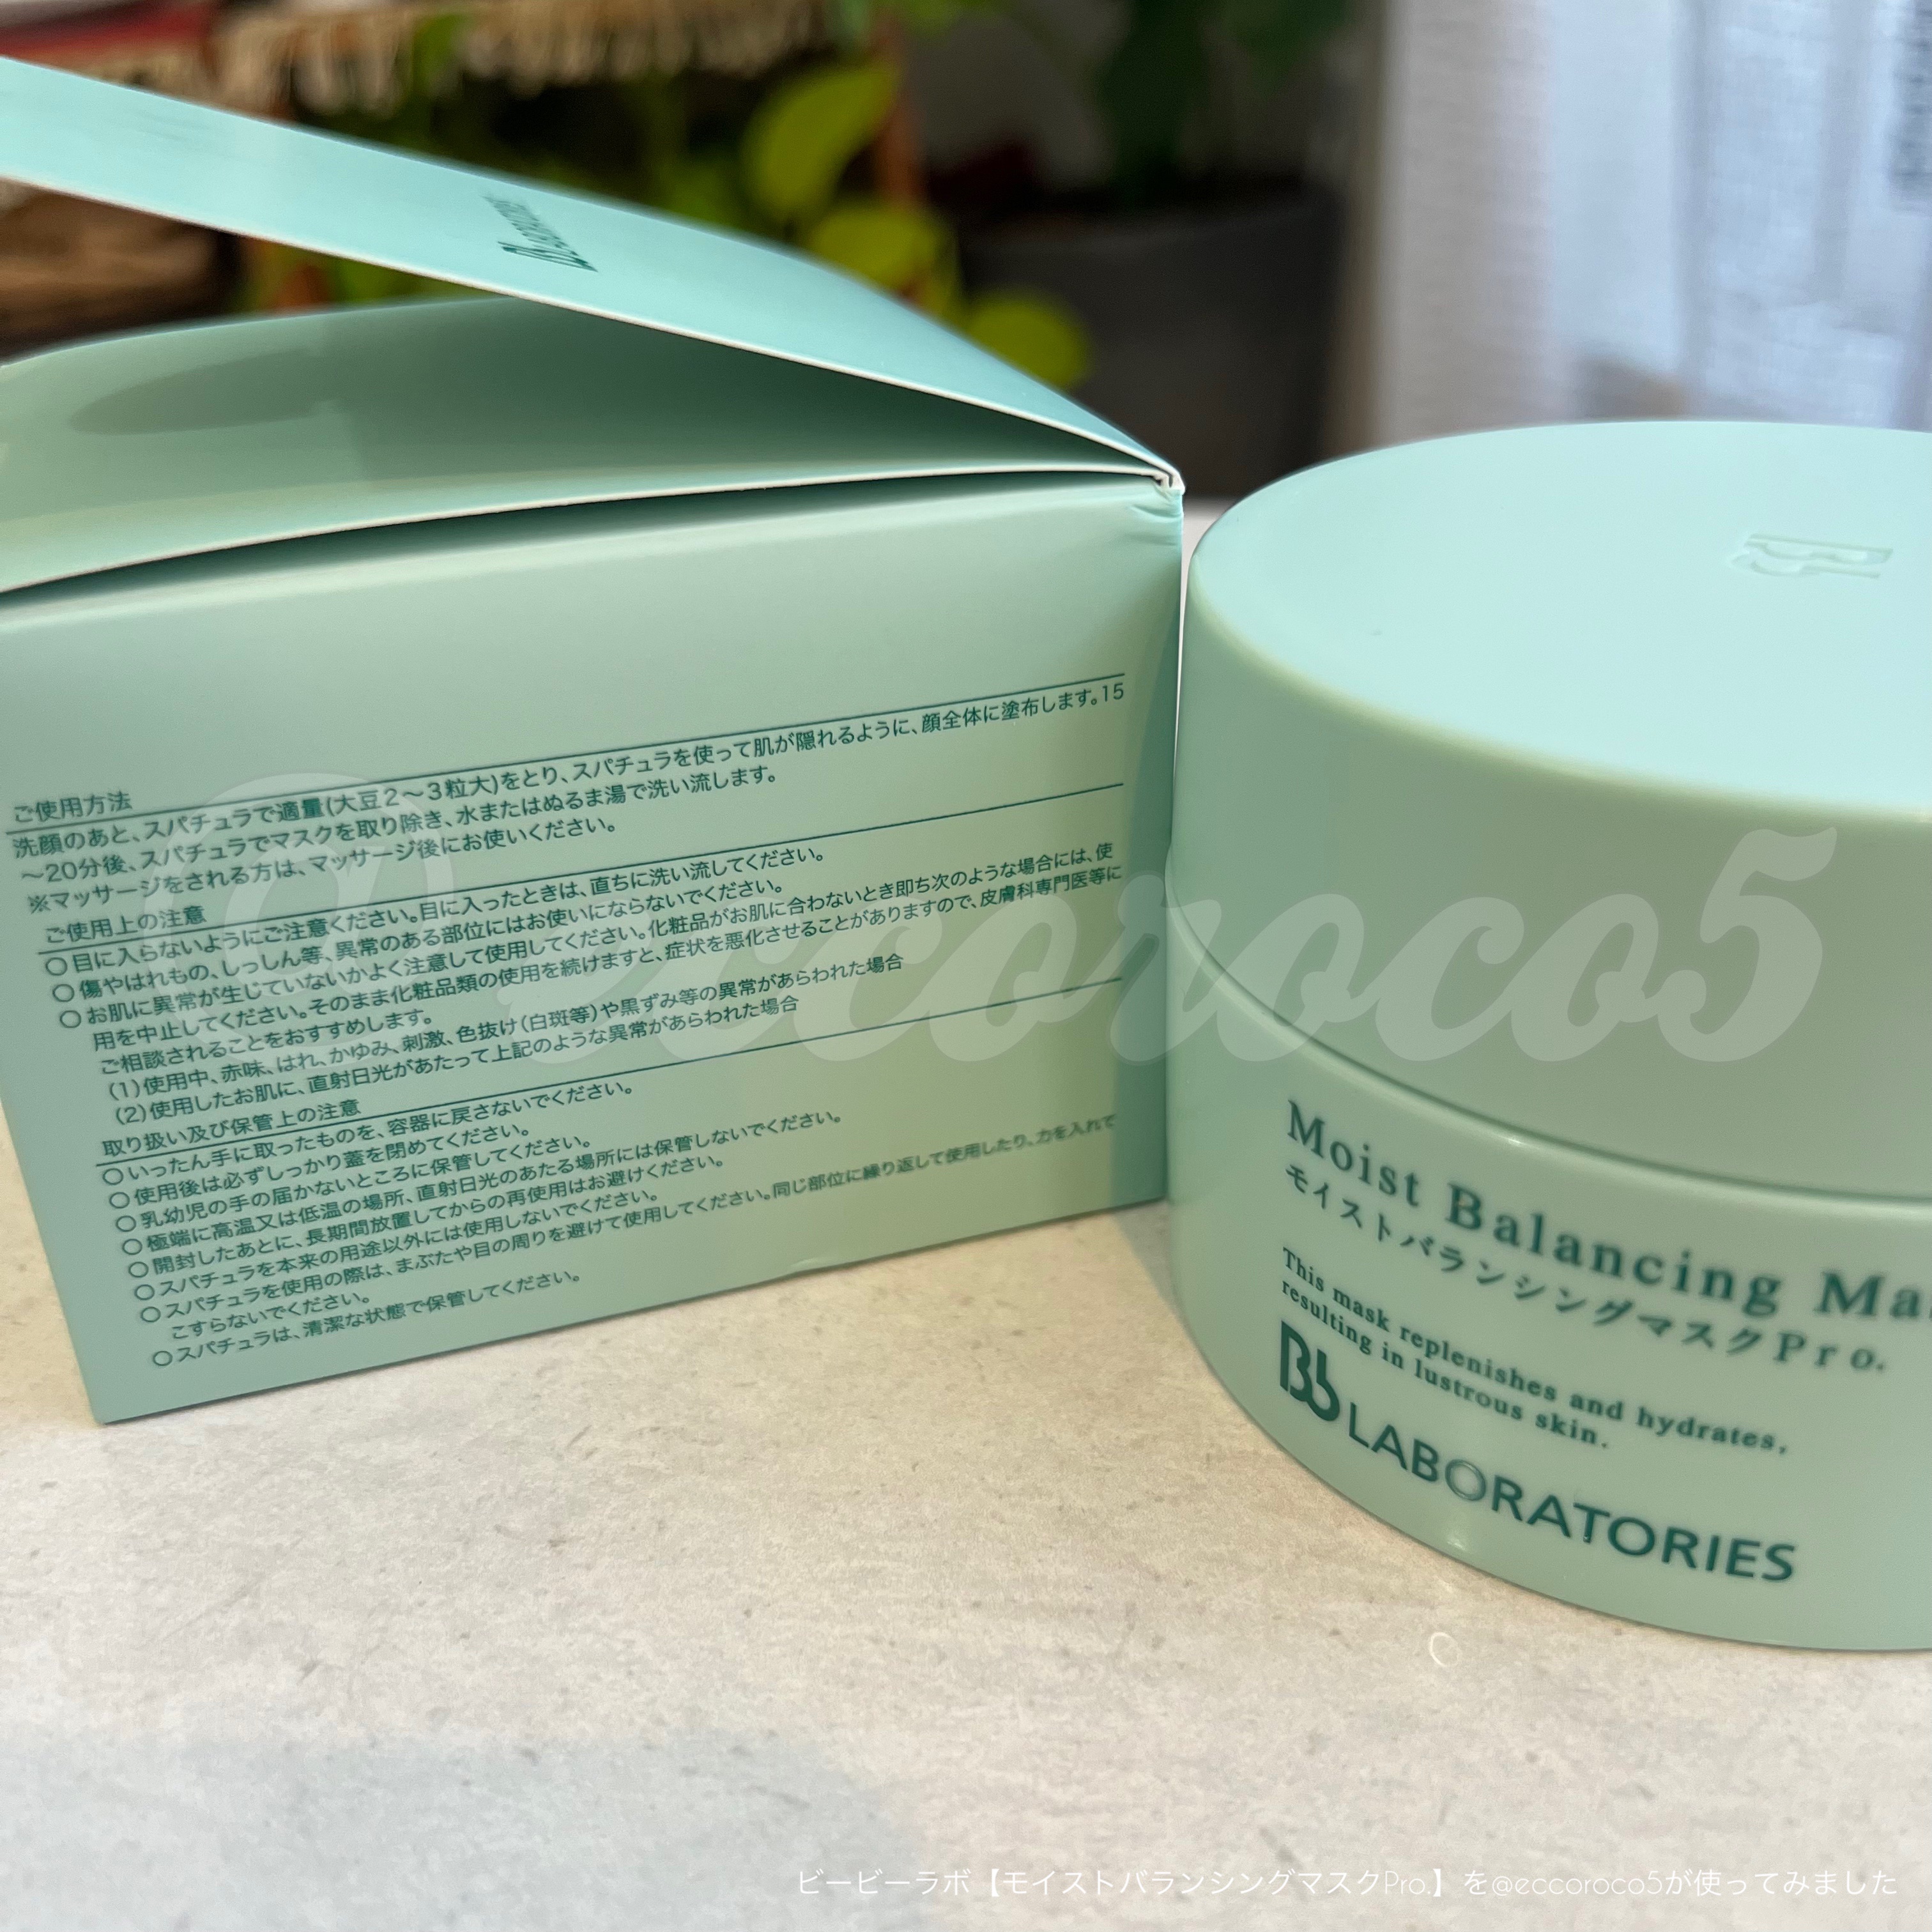 ご使用方法
洗顔のあと、スパチュラで適量(大豆2～3粒大)をとり、スパチュラを使って肌が隠れるように、顔全体に塗布します。15
～20分後、スパチュラでマスクを取り除き、水またはぬるま湯で洗い流します。
※マッサージをされる方は、マッサージ後にお使いください。
ご使用上の注意
○目に入らないようにご注意ください。目に入ったときは、直ちに洗い流してください。
○傷やはれもの、しっしん等、異常のある部位にはお使いにならないでください。
○お肌に異常が生じていないかよく注意して使用してください。化粧品がお肌に合わないとき即ち次のような場合には、使
用を中止してください。そのまま化粧品類の使用を続けますと、症状を悪化させることがありますので、皮膚科専門医等に
ご相談されることをおすすめします。
(1)使用中、赤味、はれ、かゆみ、刺激、色抜け(白斑等)や黒ずみ等の異常があらわれた場合
(2)使用したお肌に、直射日光があたって上記のような異常があらわれた場合
取り扱い及び保管上の注意
○いったん手に取ったものを、容器に戻さないでください。
○使用後は必ずしっかり蓋を閉めてください。
○乳幼児の手の届かないところに保管してください。
○極端に高温又は低温の場所、直射日光のあたる場所には保管しないでください。
○開封したあとに、長期間放置してからの再使用はお避けください。
○スパチュラを本来の用途以外には使用しないでください。
○スパチュラを使用の際は、まぶたや目の周りを避けて使用してください。同じ部位に繰り返して使用したり、力を入れて
こすらないでください。
○スパチュラは、清潔な状態で保管してください。
Bb
Moist Balancing Ma
モイストバランシングマスクPro.
This mask replenishes and hydrates,
resulting in lustrous skin.
Bb LABORATORIES
@eccoroco5
ビービーラボ【モイストバランシングマスクPro.】を@eccoroco5が使ってみました